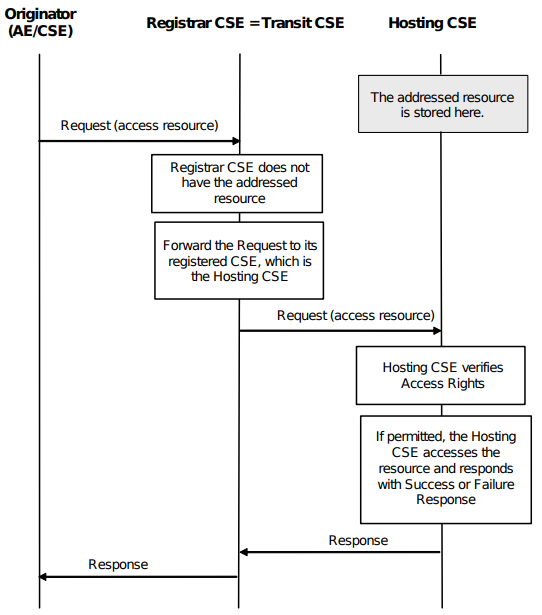 Originator
(AE/CSE)
Registrar CSE = Transit CSE
Hosting CSE
The addressed resource
is stored here.
Request (access resource)
Registrar CSE does not
have the addressed
resource
Forward the Request to its
registered CSE, which is
the Hosting CSE
Request (access resource)
Hosting CSE verifies
Access Rights
If permitted, the Hosting
CSE accesses the
resource and responds
with Success or Failure
Response
Response
Response